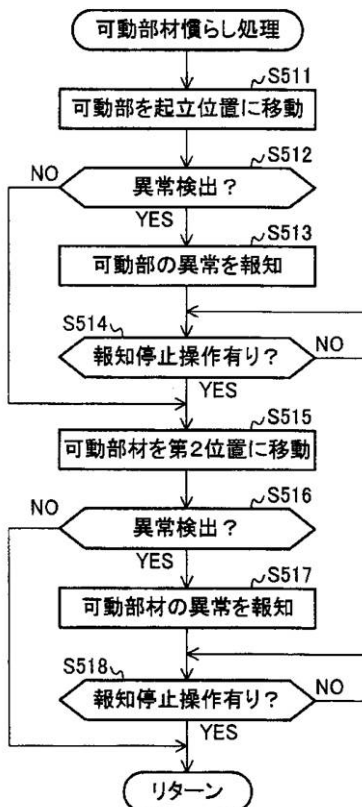 可動部材慣らし処理
S511
可動部を起立位置に移動
S512
NO
異常検出？
YES
S513
可動部の異常を報知
S514
報知停止操作有り？
NO
YES
S515
可動部材を第2位置に移動
S516
NO
異常検出？
YES
S517
可動部材の異常を報知
S518
報知停止操作有り？
NO
YES
リターン